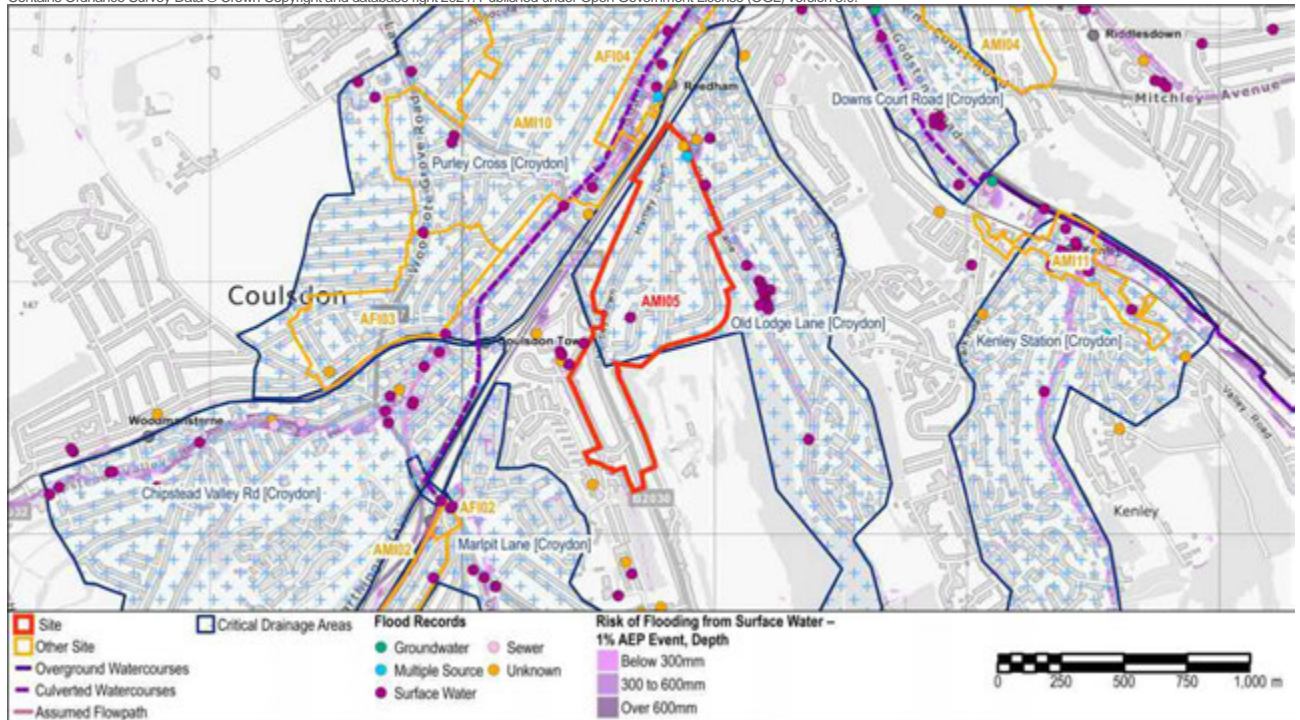 Contains Ordnance Survey Data © Crown Copyright and database right 2021. Published under Open Government License (OGL) version 3.0.
Riddlesdown
AMI04
AFI04
Reedham
Downs Court Road [Croydon]
Mitchley Avenue
AMI10
Purley Cross [Croydon]
Woodcote Grove Road
147
Coulsdon
AFI03
AMI05
AMI11
Coulsdon Town
Old Lodge Lane [Croydon]
Kenley Station [Croydon]
Woodmansterne
Valley Road
Chipstead Valley Rd [Croydon]
B2030
AFI02
Kenley
AMI02
Marlpit Lane [Croydon]
Site
Other Site
Overground Watercourses
Culverted Watercourses
Assumed Flowpath
Critical Drainage Areas
Flood Records
Groundwater
Multiple Source
Surface Water
Sewer
Unknown
Risk of Flooding from Surface Water –
1% AEP Event, Depth
Below 300mm
300 to 600mm
Over 600mm
0 250 500 750 1,000 m